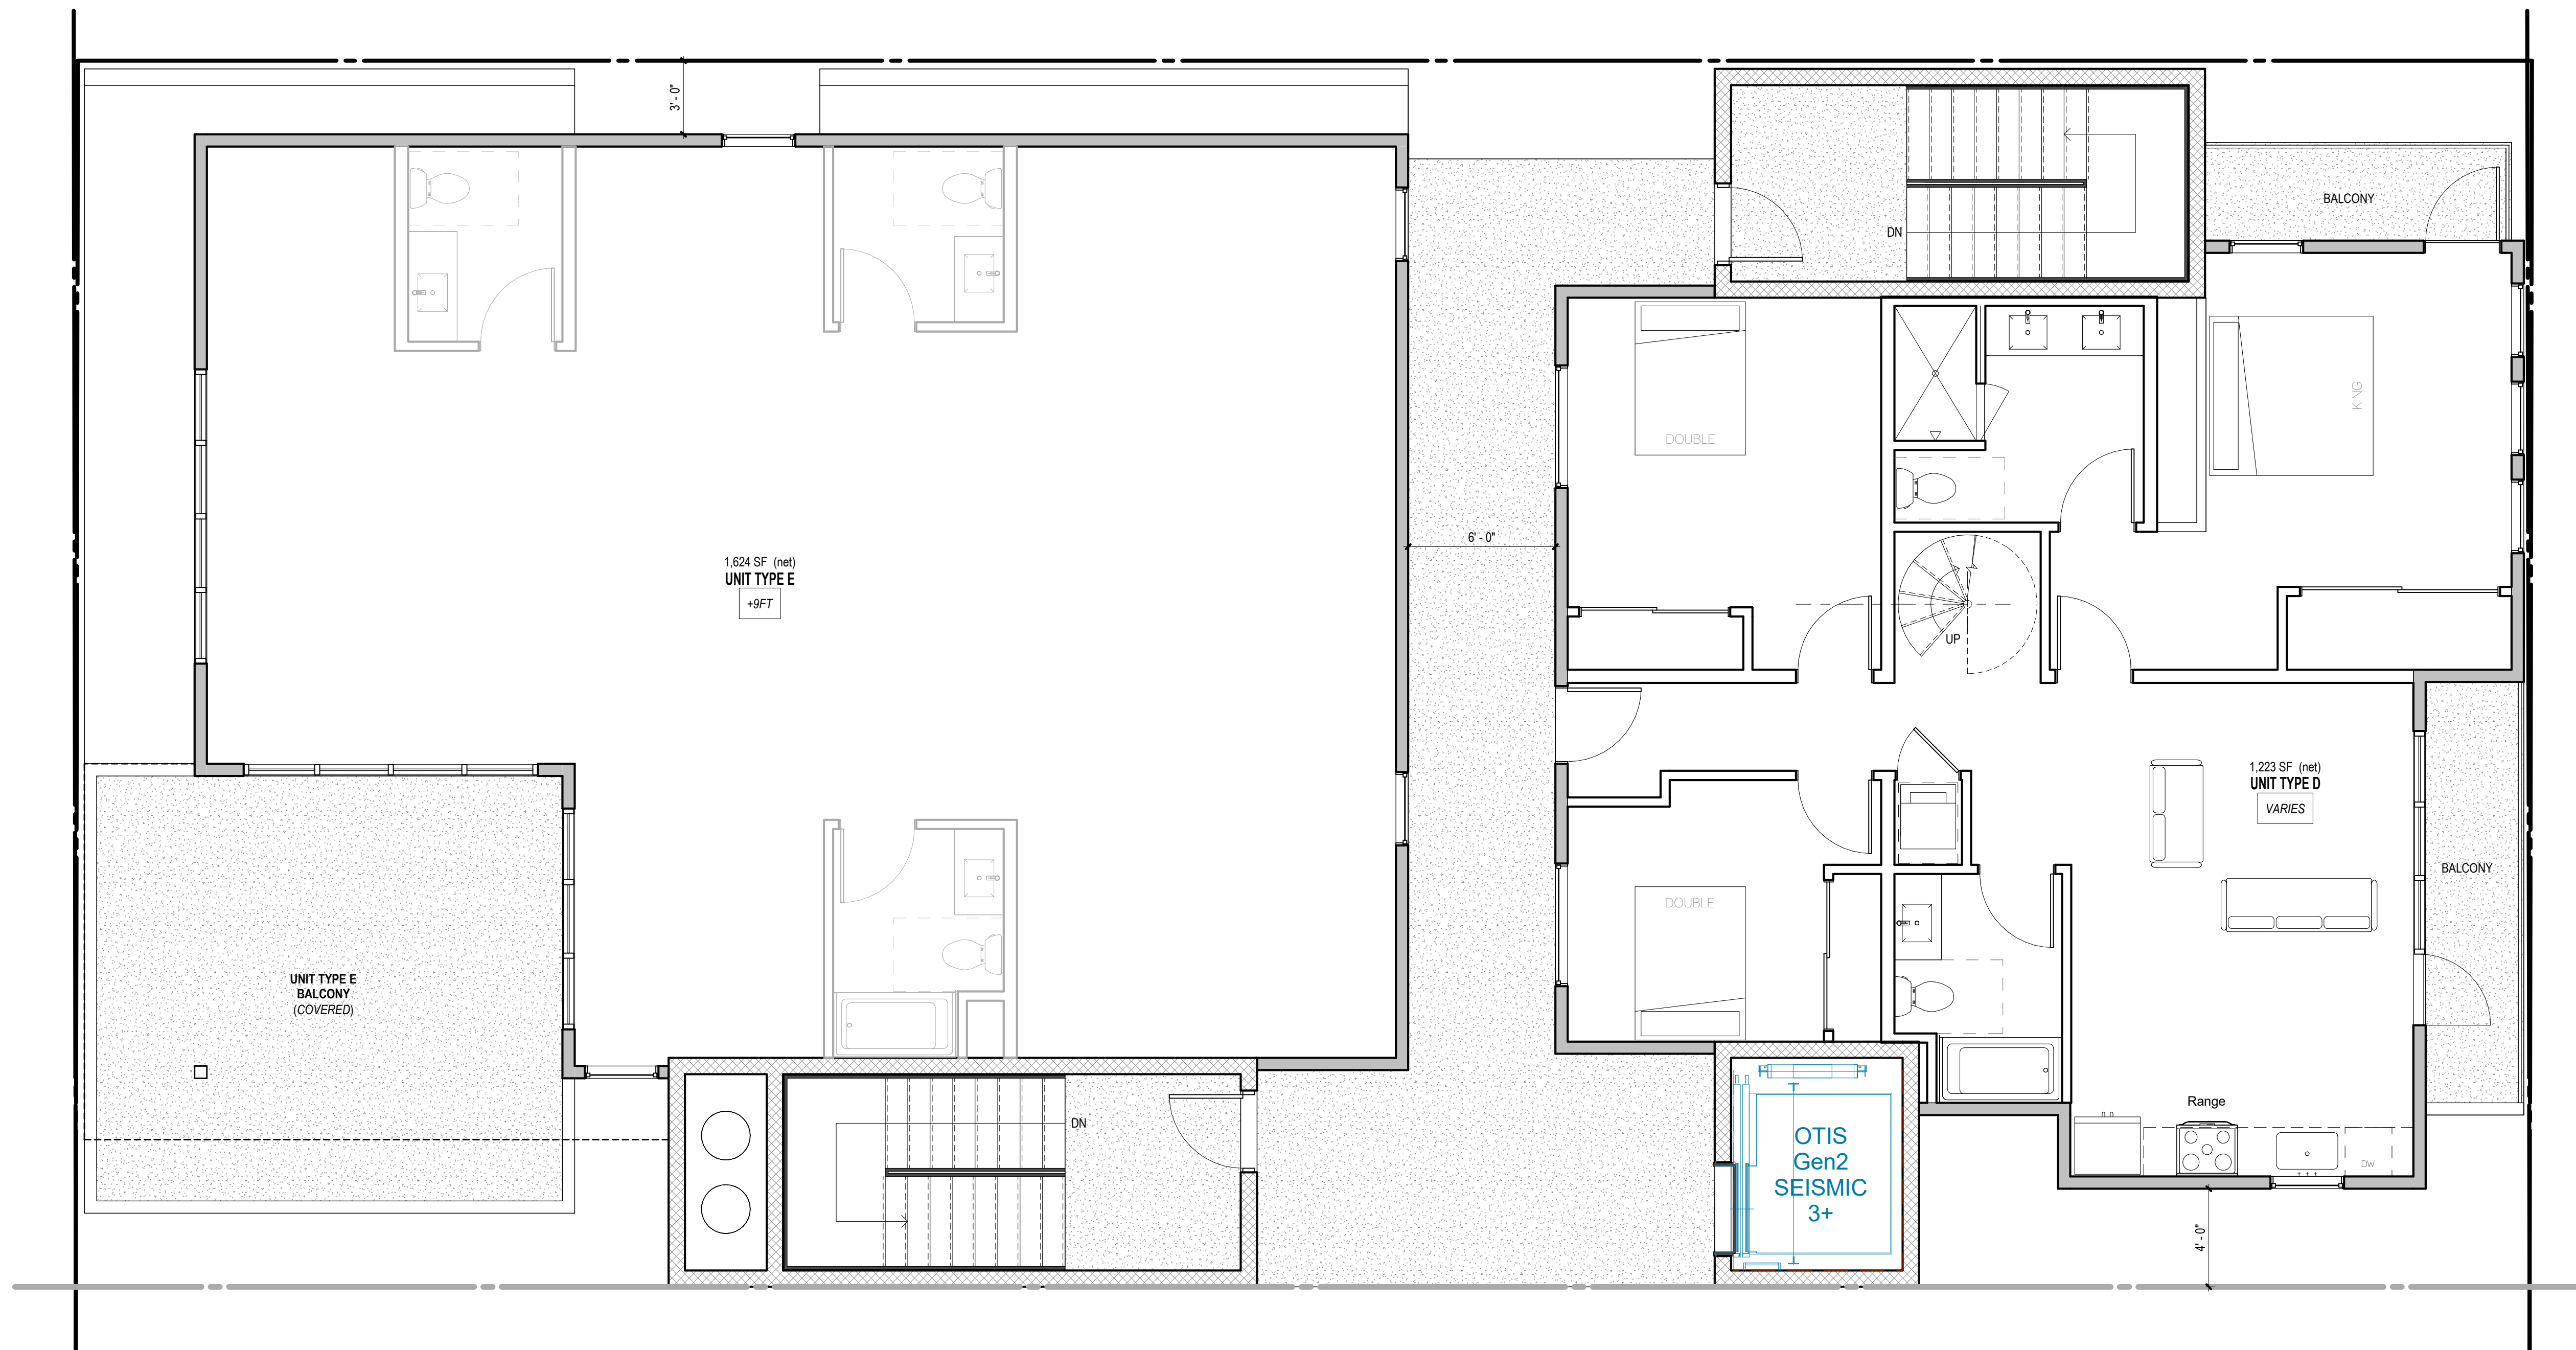 3' - 0"
BALCONY
DN
DOUBLE
KING
6' - 0"
1,624 SF (net)
UNIT TYPE E
+9FT
UP
1,223 SF (net)
UNIT TYPE D
VARIES
BALCONY
DOUBLE
UNIT TYPE E
BALCONY
(COVERED)
DN
Range
OTIS
Gen2
SEISMIC
3+
DW
4' - 0"